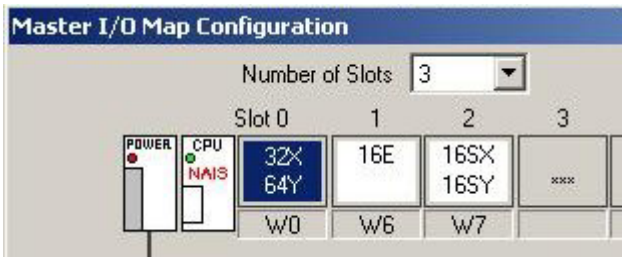 Master I/O Map Configuration
Number of Slots 3
Slot 0 1 2 3
POWER CPU 32X 16E 16SX
NAIS 64Y 16SY ***
W0 W6 W7